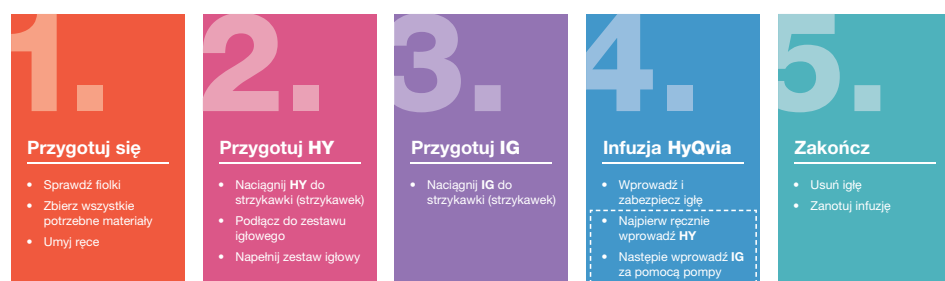 1.
Przygotuj się
• Sprawdź fiolki
• Zbierz wszystkie
potrzebne materiały
• Umyj ręce
2.
Przygotuj HY
• Naciągnij HY do
strzykawki (strzykawek)
• Podłącz do zestawu
igłowego
• Napełnij zestaw igłowy
3.
Przygotuj IG
• Naciągnij IG do
strzykawki (strzykawek)
4.
Infuzja HyQvia
• Wprowadź i
zabezpiecz igłę
• Najpierw ręcznie
wprowadź HY
• Następie wprowadź IG
za pomocą pompy
5.
Zakończ
• Usuń igłę
• Zanotuj infuzję